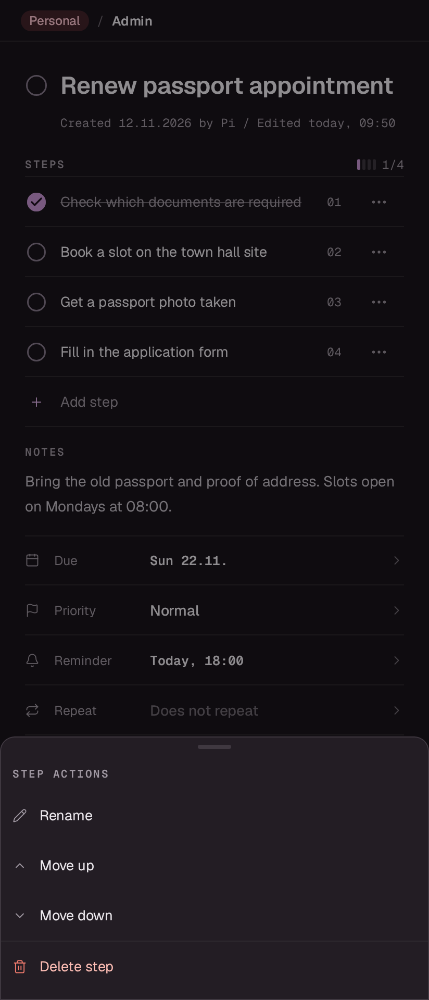 Personal / Admin
Renew passport appointment
Created 12.11.2026 by Pi / Edited today, 09:50
STEPS 1/4
Check which documents are required 01
Book a slot on the town hall site 02
Get a passport photo taken 03
Fill in the application form 04
Add step
NOTES
Bring the old passport and proof of address. Slots open
on Mondays at 08:00.
Due Sun 22.11.
Priority Normal
Reminder Today, 18:00
Repeat Does not repeat
STEP ACTIONS
Rename
Move up
Move down
Delete step